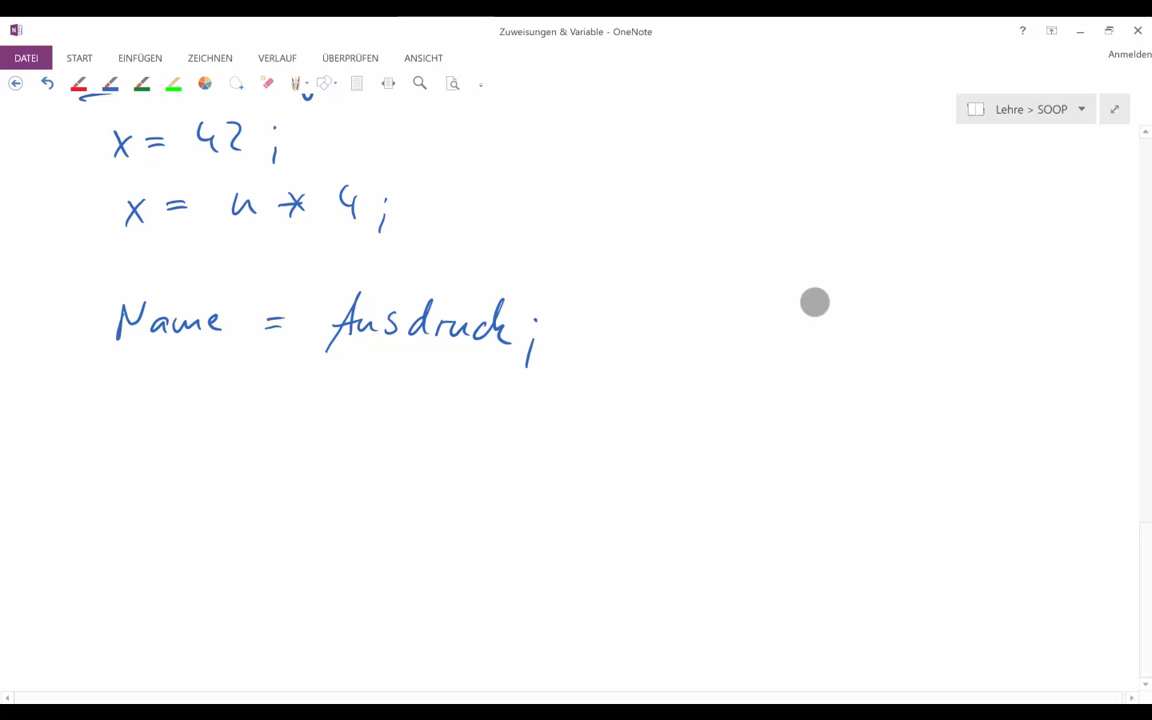 Zuweisungen & Variable - OneNote
?
Anmelden
DATEI START EINFÜGEN ZEICHNEN VERLAUF ÜBERPRÜFEN ANSICHT
Lehre > SOOP
x = 42 ;
x = u * 4 ;
Name = Ausdruck ;